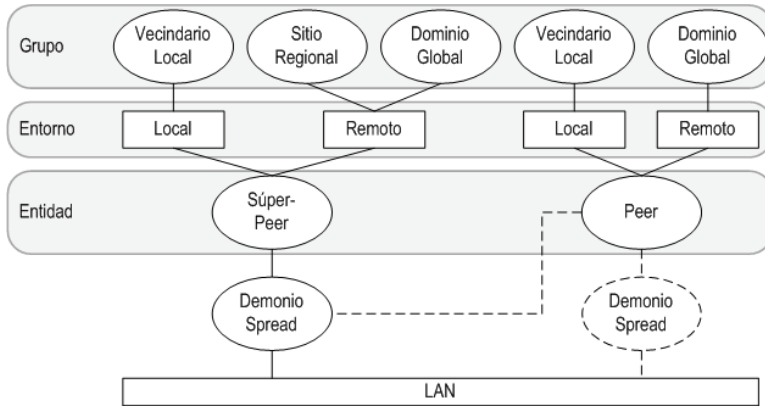 Grupo
Vecindario
Local
Sitio
Regional
Dominio
Global
Vecindario
Local
Dominio
Global
Entorno
Local
Remoto
Local
Remoto
Entidad
Súper-
Peer
Peer
Demonio
Spread
Demonio
Spread
LAN